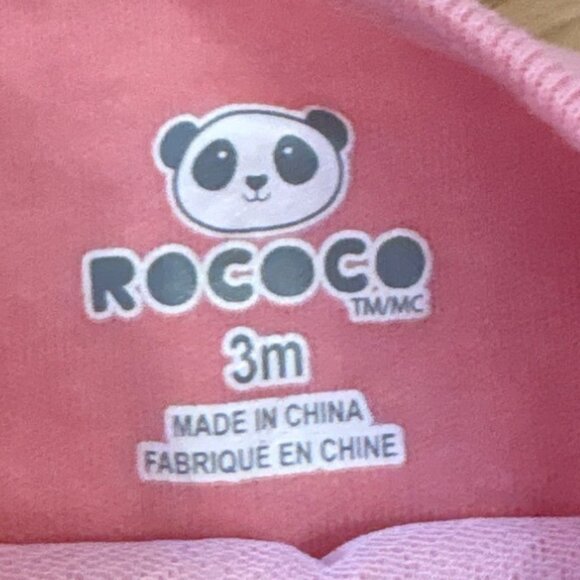 ROCOCO
TM/MC
3m
MADE IN CHINA
FABRIQUÉ EN CHINE